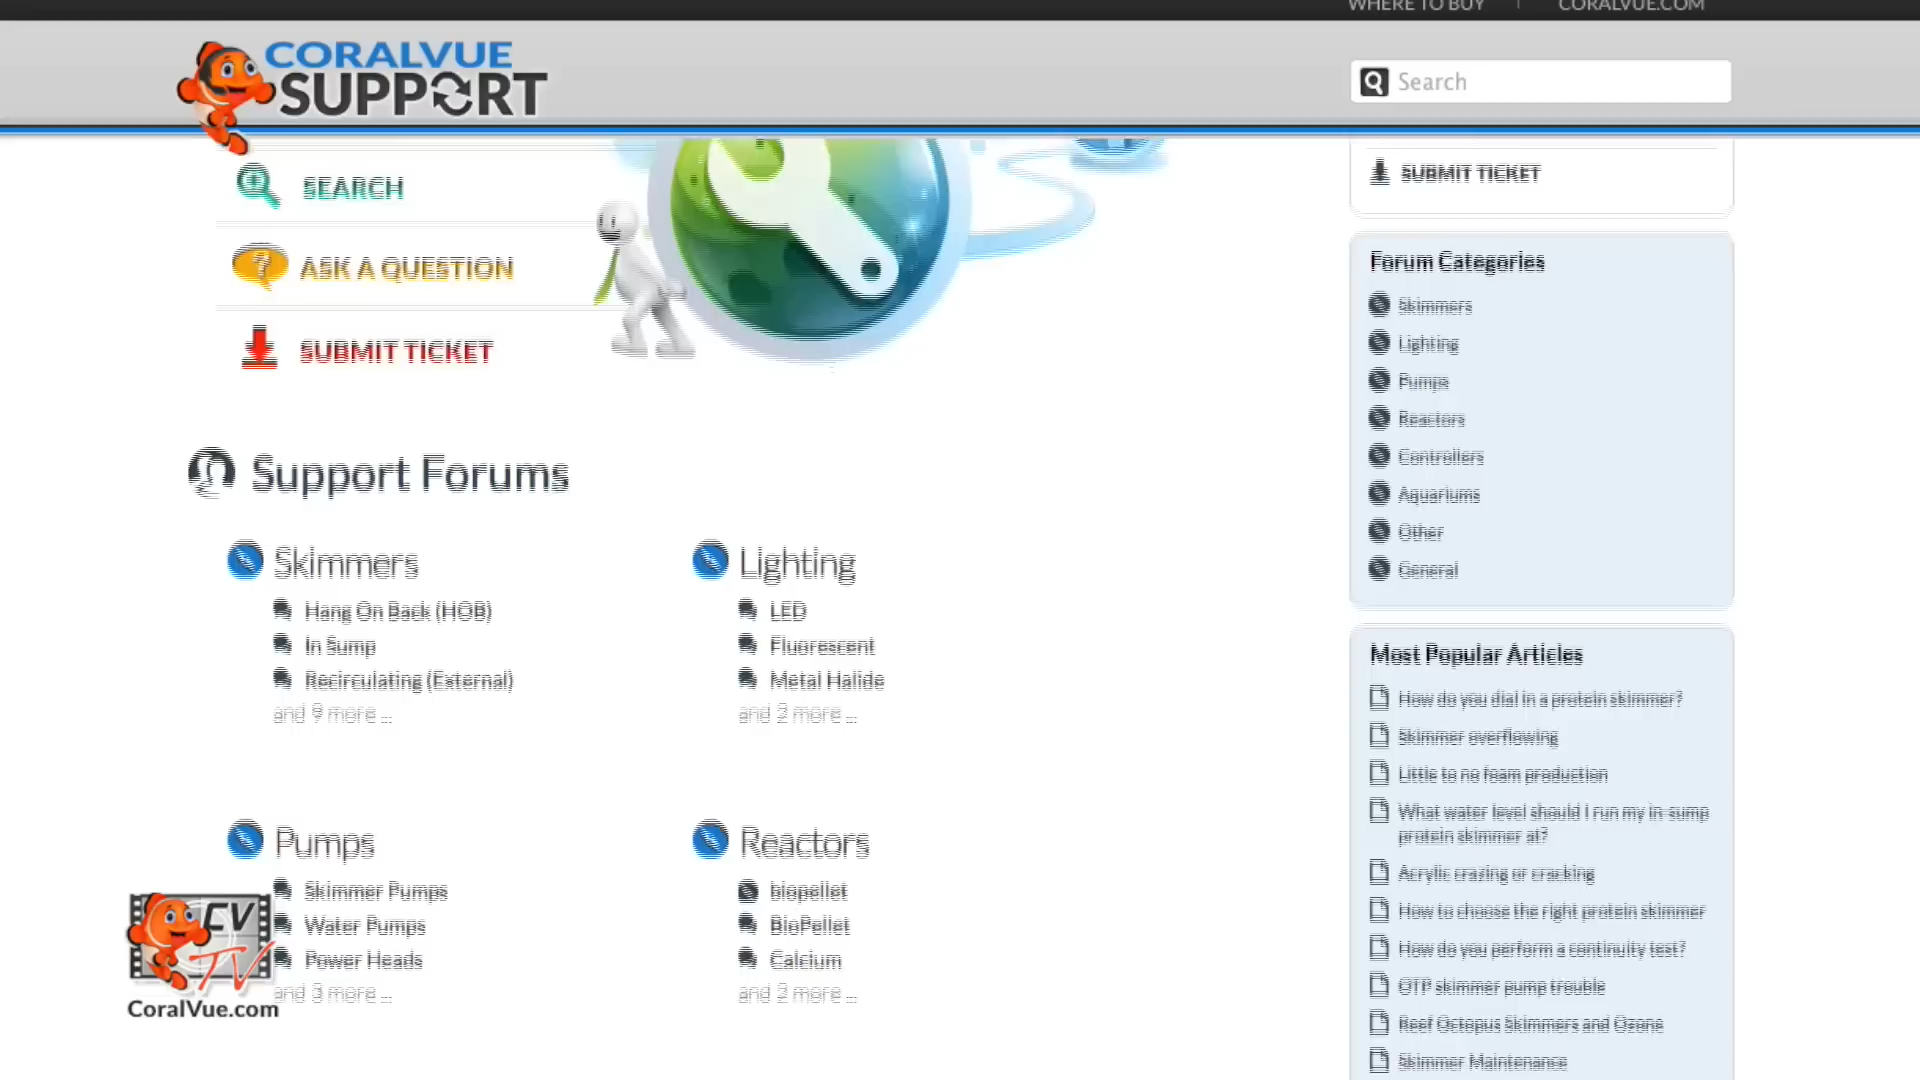 WHERE TO BUY | CORALVUE.COM
CORALVUE
SUPPORT
Search
SEARCH
ASK A QUESTION
SUBMIT TICKET
Support Forums
Skimmers
Hang On Back (HOB)
In Sump
Recirculating (External)
and 9 more ...
Lighting
LED
Fluorescent
Metal Halide
and 2 more ...
Pumps
Skimmer Pumps
Water Pumps
Power Heads
and 3 more ...
Reactors
biopellet
BioPellet
Calcium
and 2 more ...
SUBMIT TICKET
Forum Categories
Skimmers
Lighting
Pumps
Reactors
Controllers
Aquariums
Other
General
Most Popular Articles
How do you dial in a protein skimmer?
Skimmer overflowing
Little to no foam production
What water level should I run my in-sump
protein skimmer at?
Acrylic crazing or cracking
How to choose the right protein skimmer
How do you perform a continuity test?
OTP skimmer pump trouble
Reef Octopus Skimmers and Ozone
Skimmer Maintenance
CV
TV
CoralVue.com